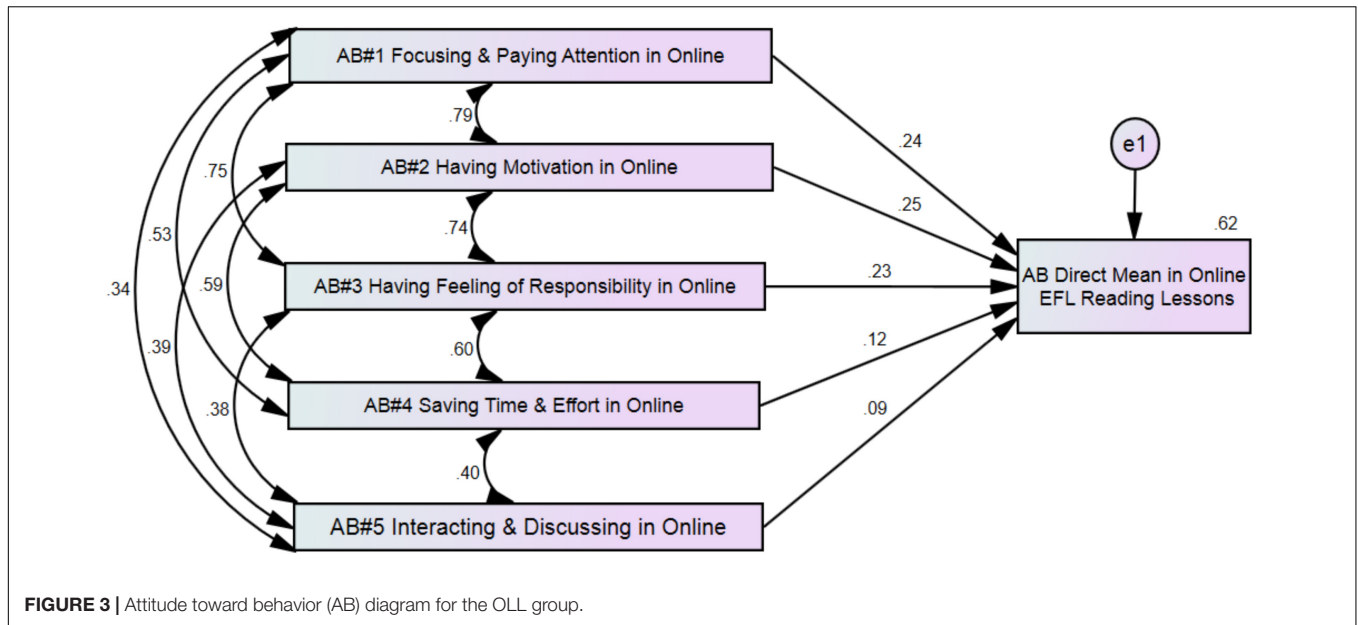 AB#1 Focusing & Paying Attention in Online
.79
.24
e1
AB#2 Having Motivation in Online
.75
.25
.62
.74
.53
AB Direct Mean in Online
EFL Reading Lessons
.23
AB#3 Having Feeling of Responsibility in Online
.59
.34
.39
.60
.12
AB#4 Saving Time & Effort in Online
.38
.09
.40
AB#5 Interacting & Discussing in Online
FIGURE 3 | Attitude toward behavior (AB) diagram for the OLL group.